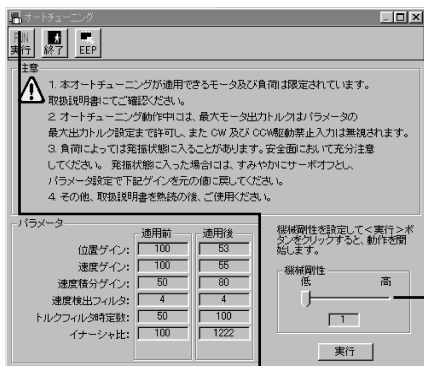 オートチューニング
RUN
実行 終了 EEP
注意
1. 本オートチューニングが適用できるモータ及び負荷は限定されています。
取扱説明書にてご確認ください。
2. オートチューニング動作中には、最大モータ出力トルクはパラメータの
最大出力トルク設定まで許可し、また CW 及び CCW駆動禁止入力は無視されます。
3. 負荷によっては発振状態に入ることがあります。安全面において充分注意
してください。 発振状態に入った場合には、すみやかにサーボオフとし、
パラメータ設定で下記ゲインを元の値に戻してください。
4. その他、取扱説明書を熟読の後、ご使用ください。
パラメータ
適用前 適用後
位置ゲイン: 100 53
速度ゲイン: 100 55
速度積分ゲイン: 50 80
速度検出フィルタ: 4 4
トルクフィルタ時定数: 50 100
イナーシャ比: 100 1222
機械剛性を設定して<実行>ボ
タンをクリックすると、動作を開
始します。
機械剛性
低 高
1
実行